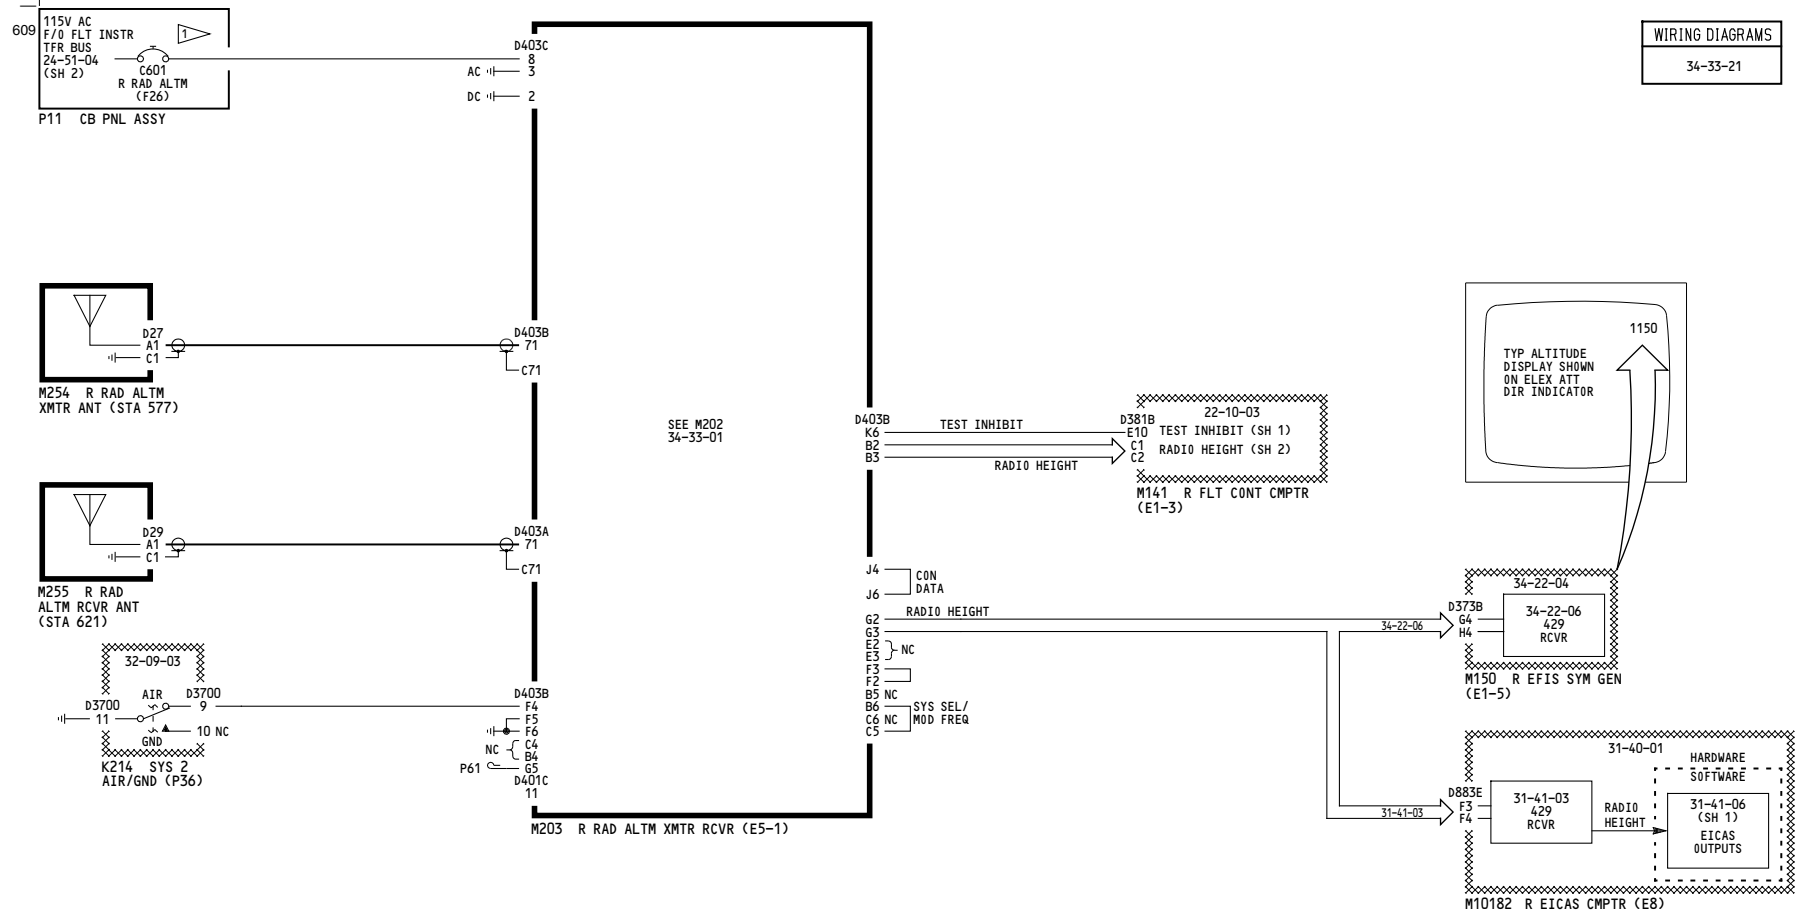 609
115V AC
F/O FLT INSTR
TFR BUS
24-51-04
(SH 2)
1
C601
R RAD ALTM
(F26)
P11 CB PNL ASSY
D403C
8
AC 3
DC 2
WIRING DIAGRAMS
34-33-21
D27
A1
C1
M254 R RAD ALTM
XMTR ANT (STA 577)
D403B
71
C71
D29
A1
C1
M255 R RAD
ALTM RCVR ANT
(STA 621)
D403A
71
C71
32-09-03
AIR
D3700
9
D3700
11
10 NC
GND
K214 SYS 2
AIR/GND (P36)
D403B
F4
F5
F6
NC C4
B4
P61 G5
D401C
11
SEE M202
34-33-01
M203 R RAD ALTM XMTR RCVR (E5-1)
D403B
K6
B2
B3
TEST INHIBIT
RADIO HEIGHT
D381B
E10
C1
C2
22-10-03
TEST INHIBIT (SH 1)
RADIO HEIGHT (SH 2)
M141 R FLT CONT CMPTR
(E1-3)
J4
J6
CON
DATA
G2
G3
RADIO HEIGHT
E2
E3
NC
F3
F2
B5 NC
B6
C6 NC
C5
SYS SEL/
MOD FREQ
1150
TYP ALTITUDE
DISPLAY SHOWN
ON ELEX ATT
DIR INDICATOR
34-22-06
D373B
G4
H4
34-22-04
34-22-06
429
RCVR
M150 R EFIS SYM GEN
(E1-5)
31-41-03
D883E
F3
F4
31-40-01
31-41-03
429
RCVR
RADIO
HEIGHT
HARDWARE
SOFTWARE
31-41-06
(SH 1)
EICAS
OUTPUTS
M10182 R EICAS CMPTR (E8)